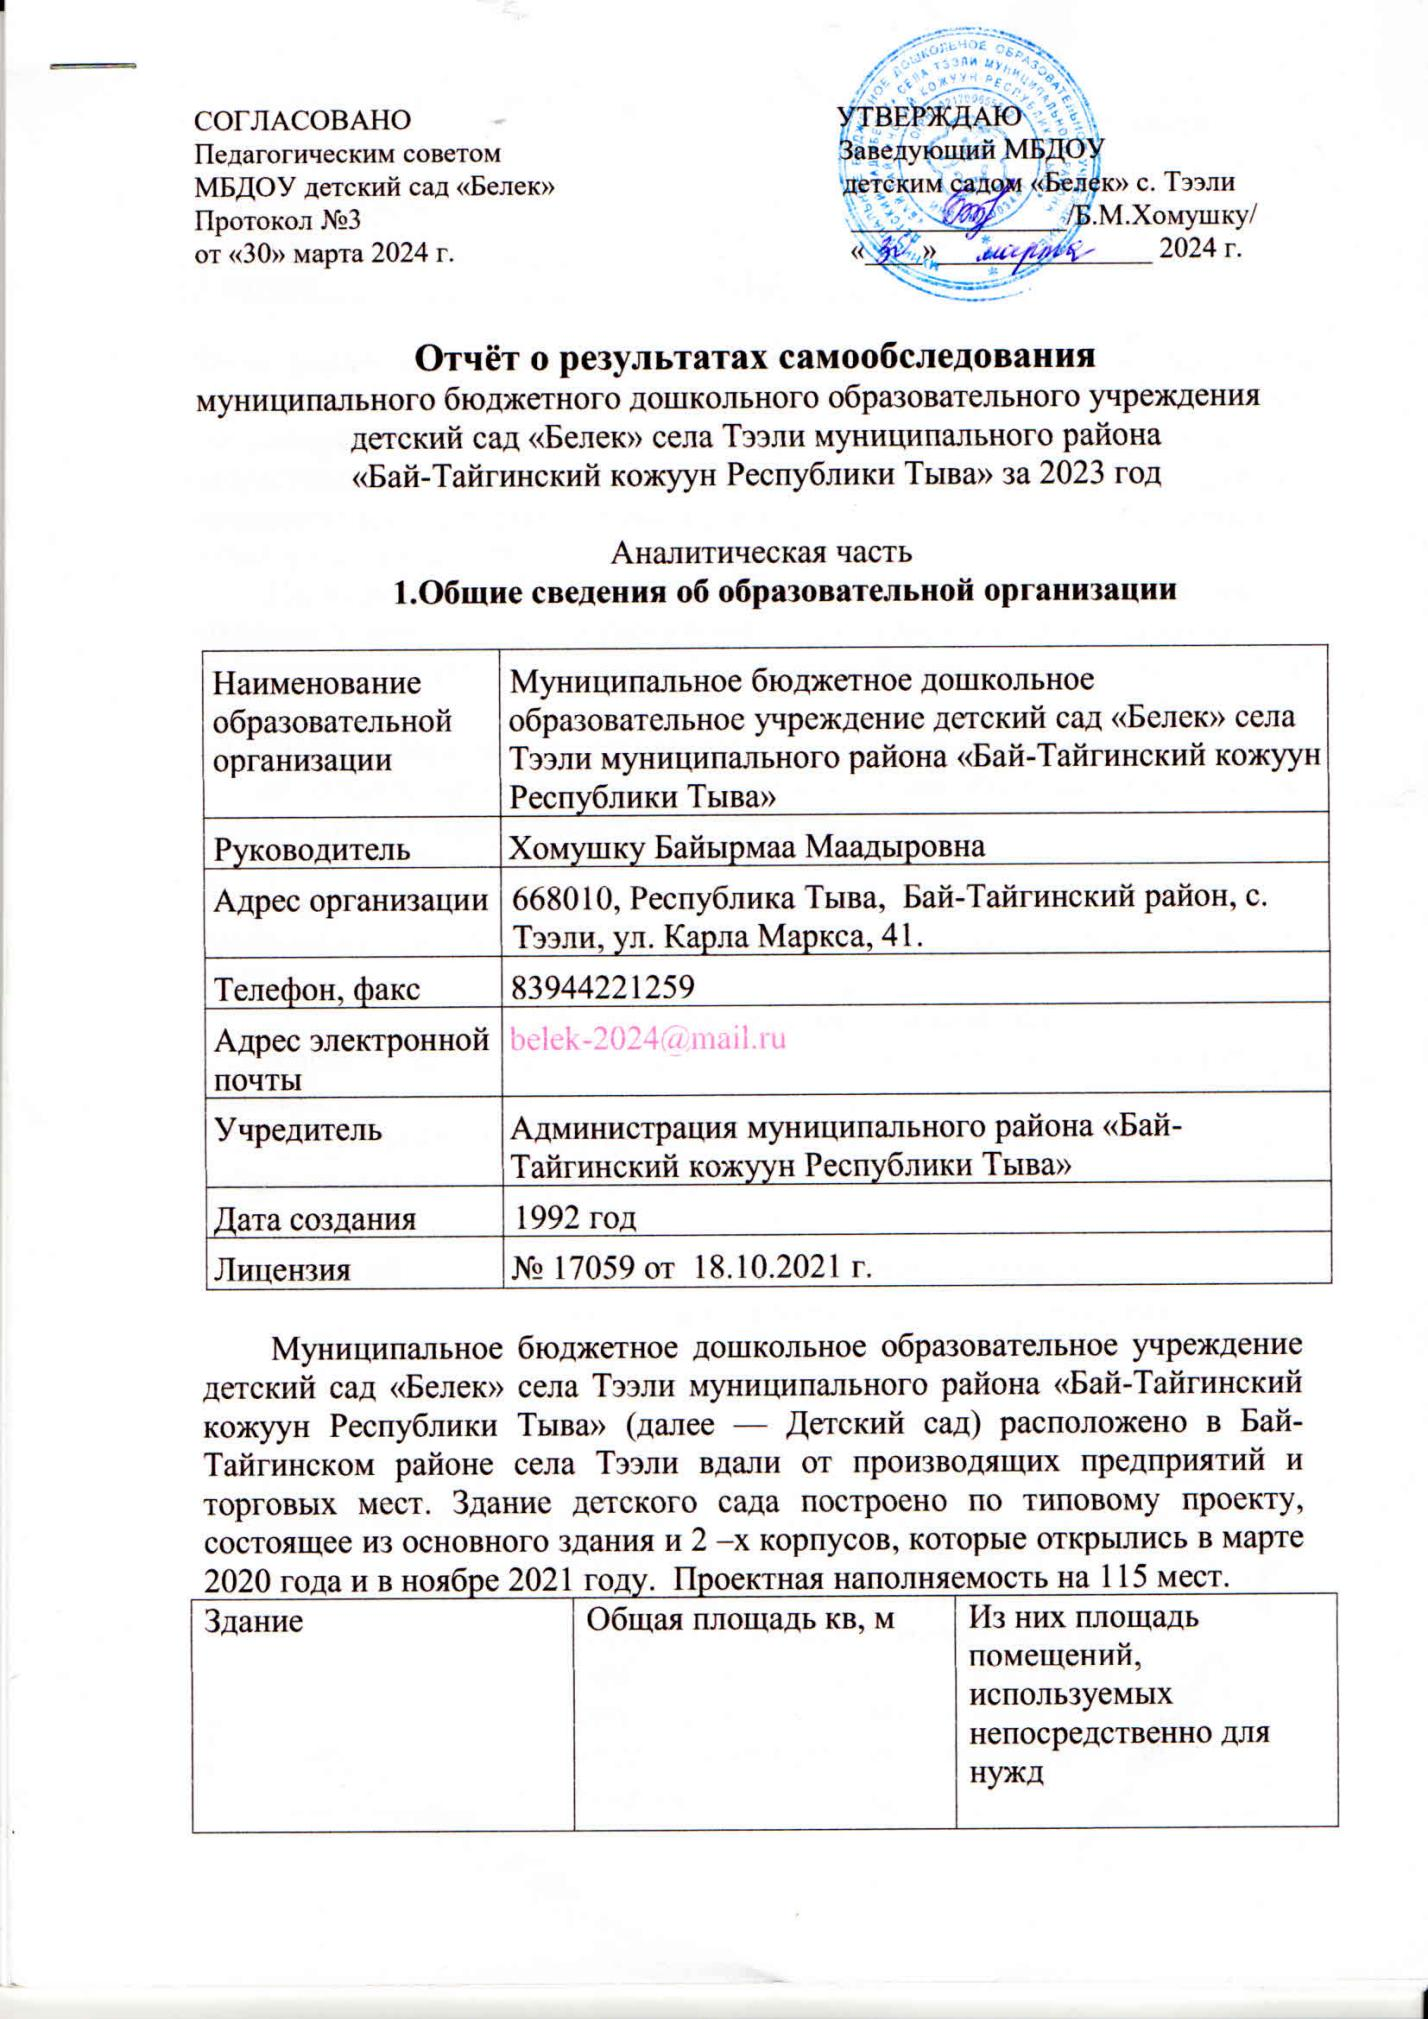 СОГЛАСОВАНО
Педагогическим советом
МБДОУ детский сад «Белек»
Протокол №3
от «30» марта 2024 г.
УТВЕРЖДАЮ
Заведующий МБДОУ
детским садом «Белек» с. Тээли
/Б.М.Хомушку/
«30» марта 2024 г.
Отчёт о результатах самообследования
муниципального бюджетного дошкольного образовательного учреждения
детский сад «Белек» села Тээли муниципального района
«Бай-Тайгинский кожуун Республики Тыва» за 2023 год
Аналитическая часть
1.Общие сведения об образовательной организации
Наименование
образовательной
организации
Муниципальное бюджетное дошкольное
образовательное учреждение детский сад «Белек» села
Тээли муниципального района «Бай-Тайгинский кожуун
Республики Тыва»
Руководитель
Хомушку Байырмаа Маадыровна
Адрес организации
668010, Республика Тыва, Бай-Тайгинский район, с.
Тээли, ул. Карла Маркса, 41.
Телефон, факс
83944221259
Адрес электронной
почты
belek-2024@mail.ru
Учредитель
Администрация муниципального района «Бай-
Тайгинский кожуун Республики Тыва»
Дата создания
1992 год
Лицензия
№ 17059 от 18.10.2021 г.
Муниципальное бюджетное дошкольное образовательное учреждение
детский сад «Белек» села Тээли муниципального района «Бай-Тайгинский
кожуун Республики Тыва» (далее — Детский сад) расположено в Бай-
Тайгинском районе села Тээли вдали от производящих предприятий и
торговых мест. Здание детского сада построено по типовому проекту,
состоящее из основного здания и 2 –х корпусов, которые открылись в марте
2020 года и в ноябре 2021 году. Проектная наполняемость на 115 мест.
Здание
Общая площадь кв, м
Из них площадь
помещений,
используемых
непосредственно для
нужд